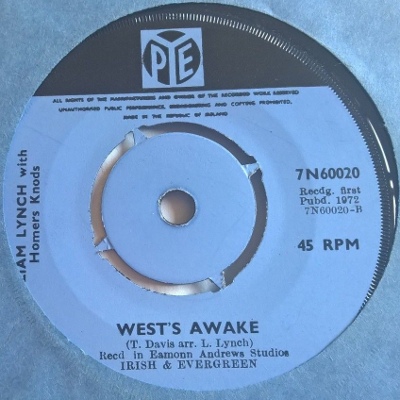 PYE
ALL RIGHTS OF THE MANUFACTURERS AND OWNERS OF THE RECORDED WORK RESERVED
UNAUTHORISED PUBLIC PERFORMANCE, BROADCASTING AND COPYING PROHIBITED.
MADE IN THE REPUBLIC OF IRELAND
IAM LYNCH with
Homers Knods
7N60020
Recdg. first
Pubd. 1972
7N60020-B
45 RPM
WEST'S AWAKE
(T. Davis arr. L. Lynch)
Recd in Eamonn Andrews Studios
IRISH & EVERGREEN